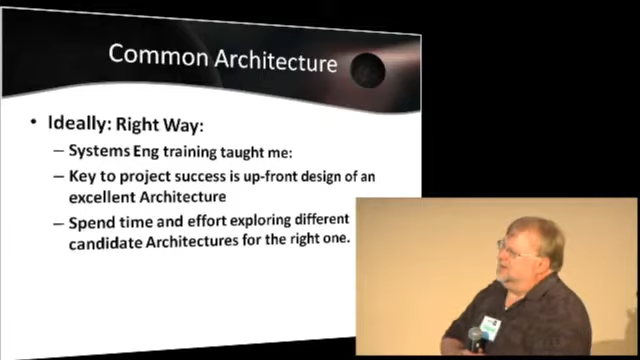 Common Architecture
• Ideally: Right Way:
– Systems Eng training taught me:
– Key to project success is up-front design of an
excellent Architecture
– Spend time and effort exploring different
candidate Architectures for the right one.